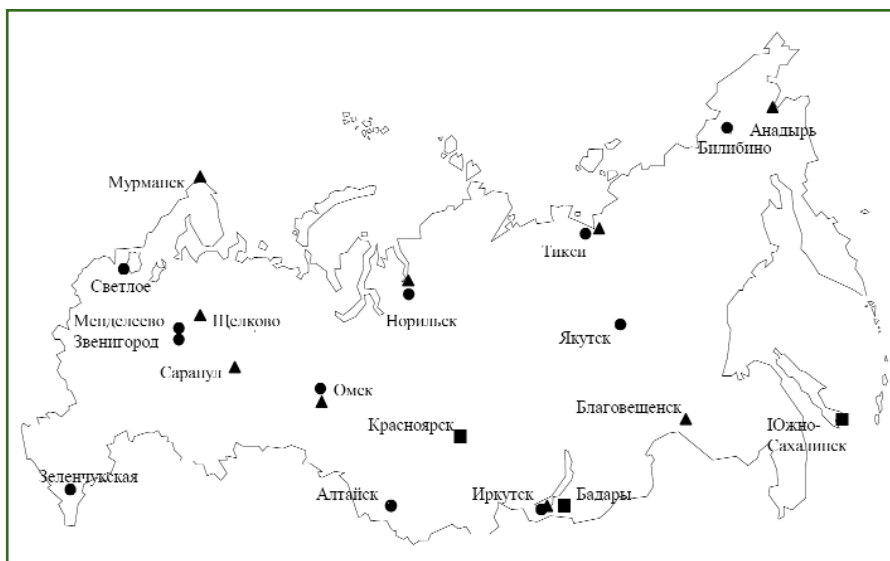 Анадырь
Билибино
Мурманск
Тикси
Светлое
Норильск
Менделеево
Щелково
Звенигород
Якутск
Сарапул
Омск
Благовещенск
Красноярск
Южно-
Сахалинск
Зеленчукская
Алтайск
Иркутск
Бадары